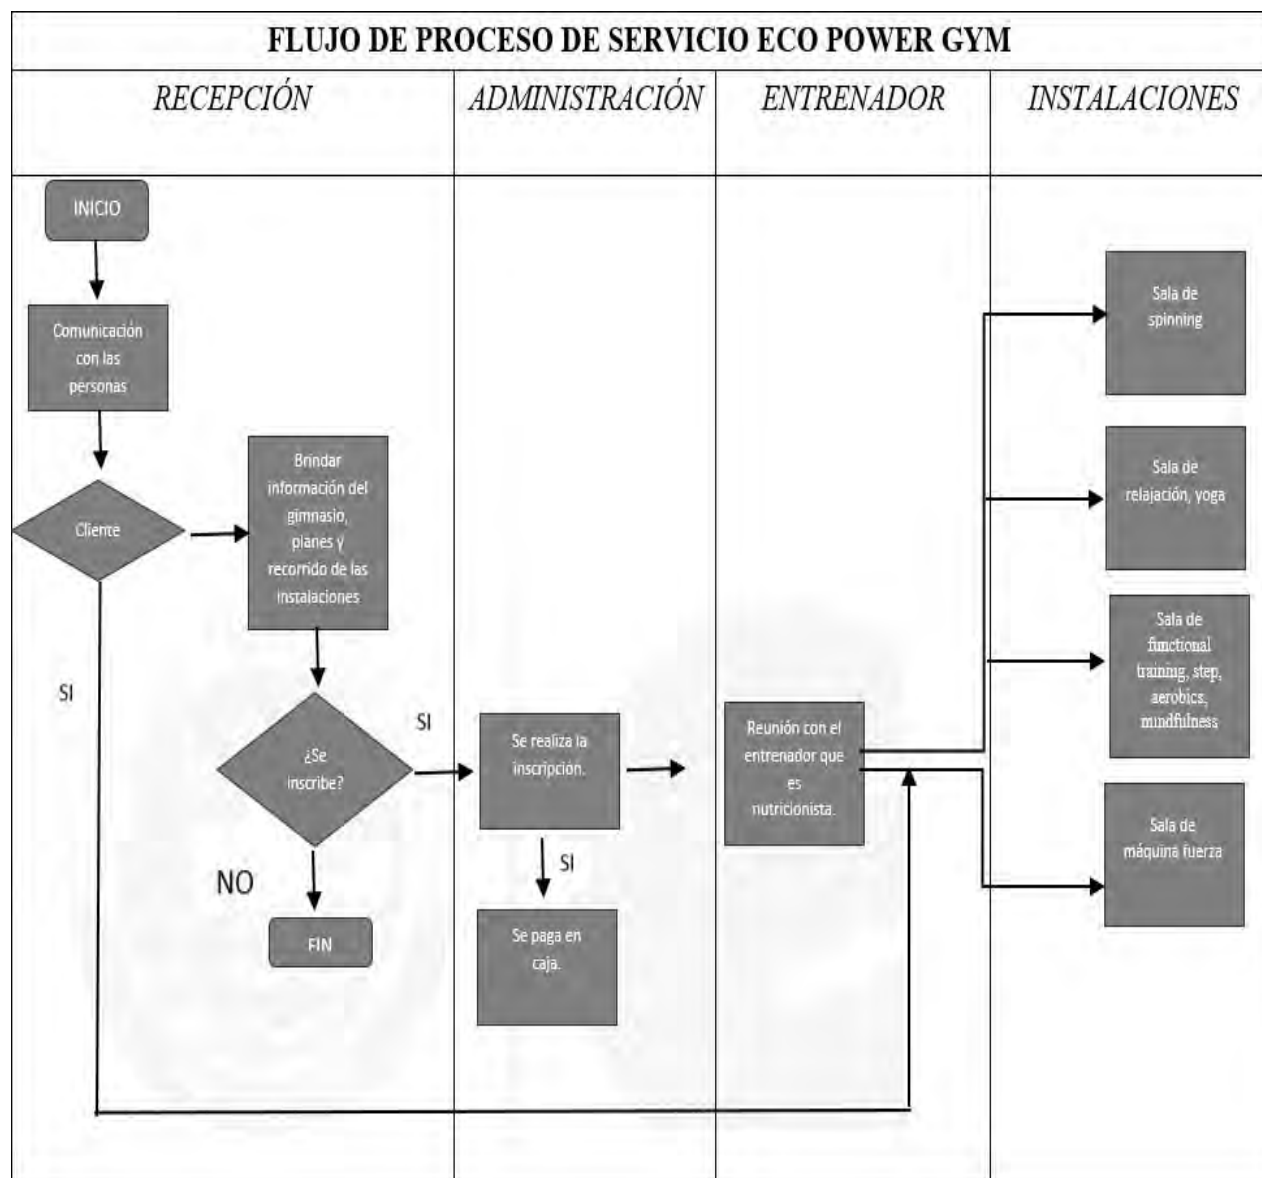 FLUJO DE PROCESO DE SERVICIO ECO POWER GYM
RECEPCIÓN
ADMINISTRACIÓN
ENTRENADOR
INSTALACIONES
INICIO
Comunicación
con las
personas
Cliente
SI
Brindar
información del
gimnasio,
planes y
recorrido de las
instalaciones
¿Se
inscribe?
SI
NO
FIN
Se realiza la
inscripción.
SI
Se paga en
caja.
Reunión con el
entrenador que
es
nutricionista.
Sala de
spinning
Sala de
relajación, yoga
Sala de
functional
training, step,
aerobics,
mundfulness
Sala de
máquina fuerza